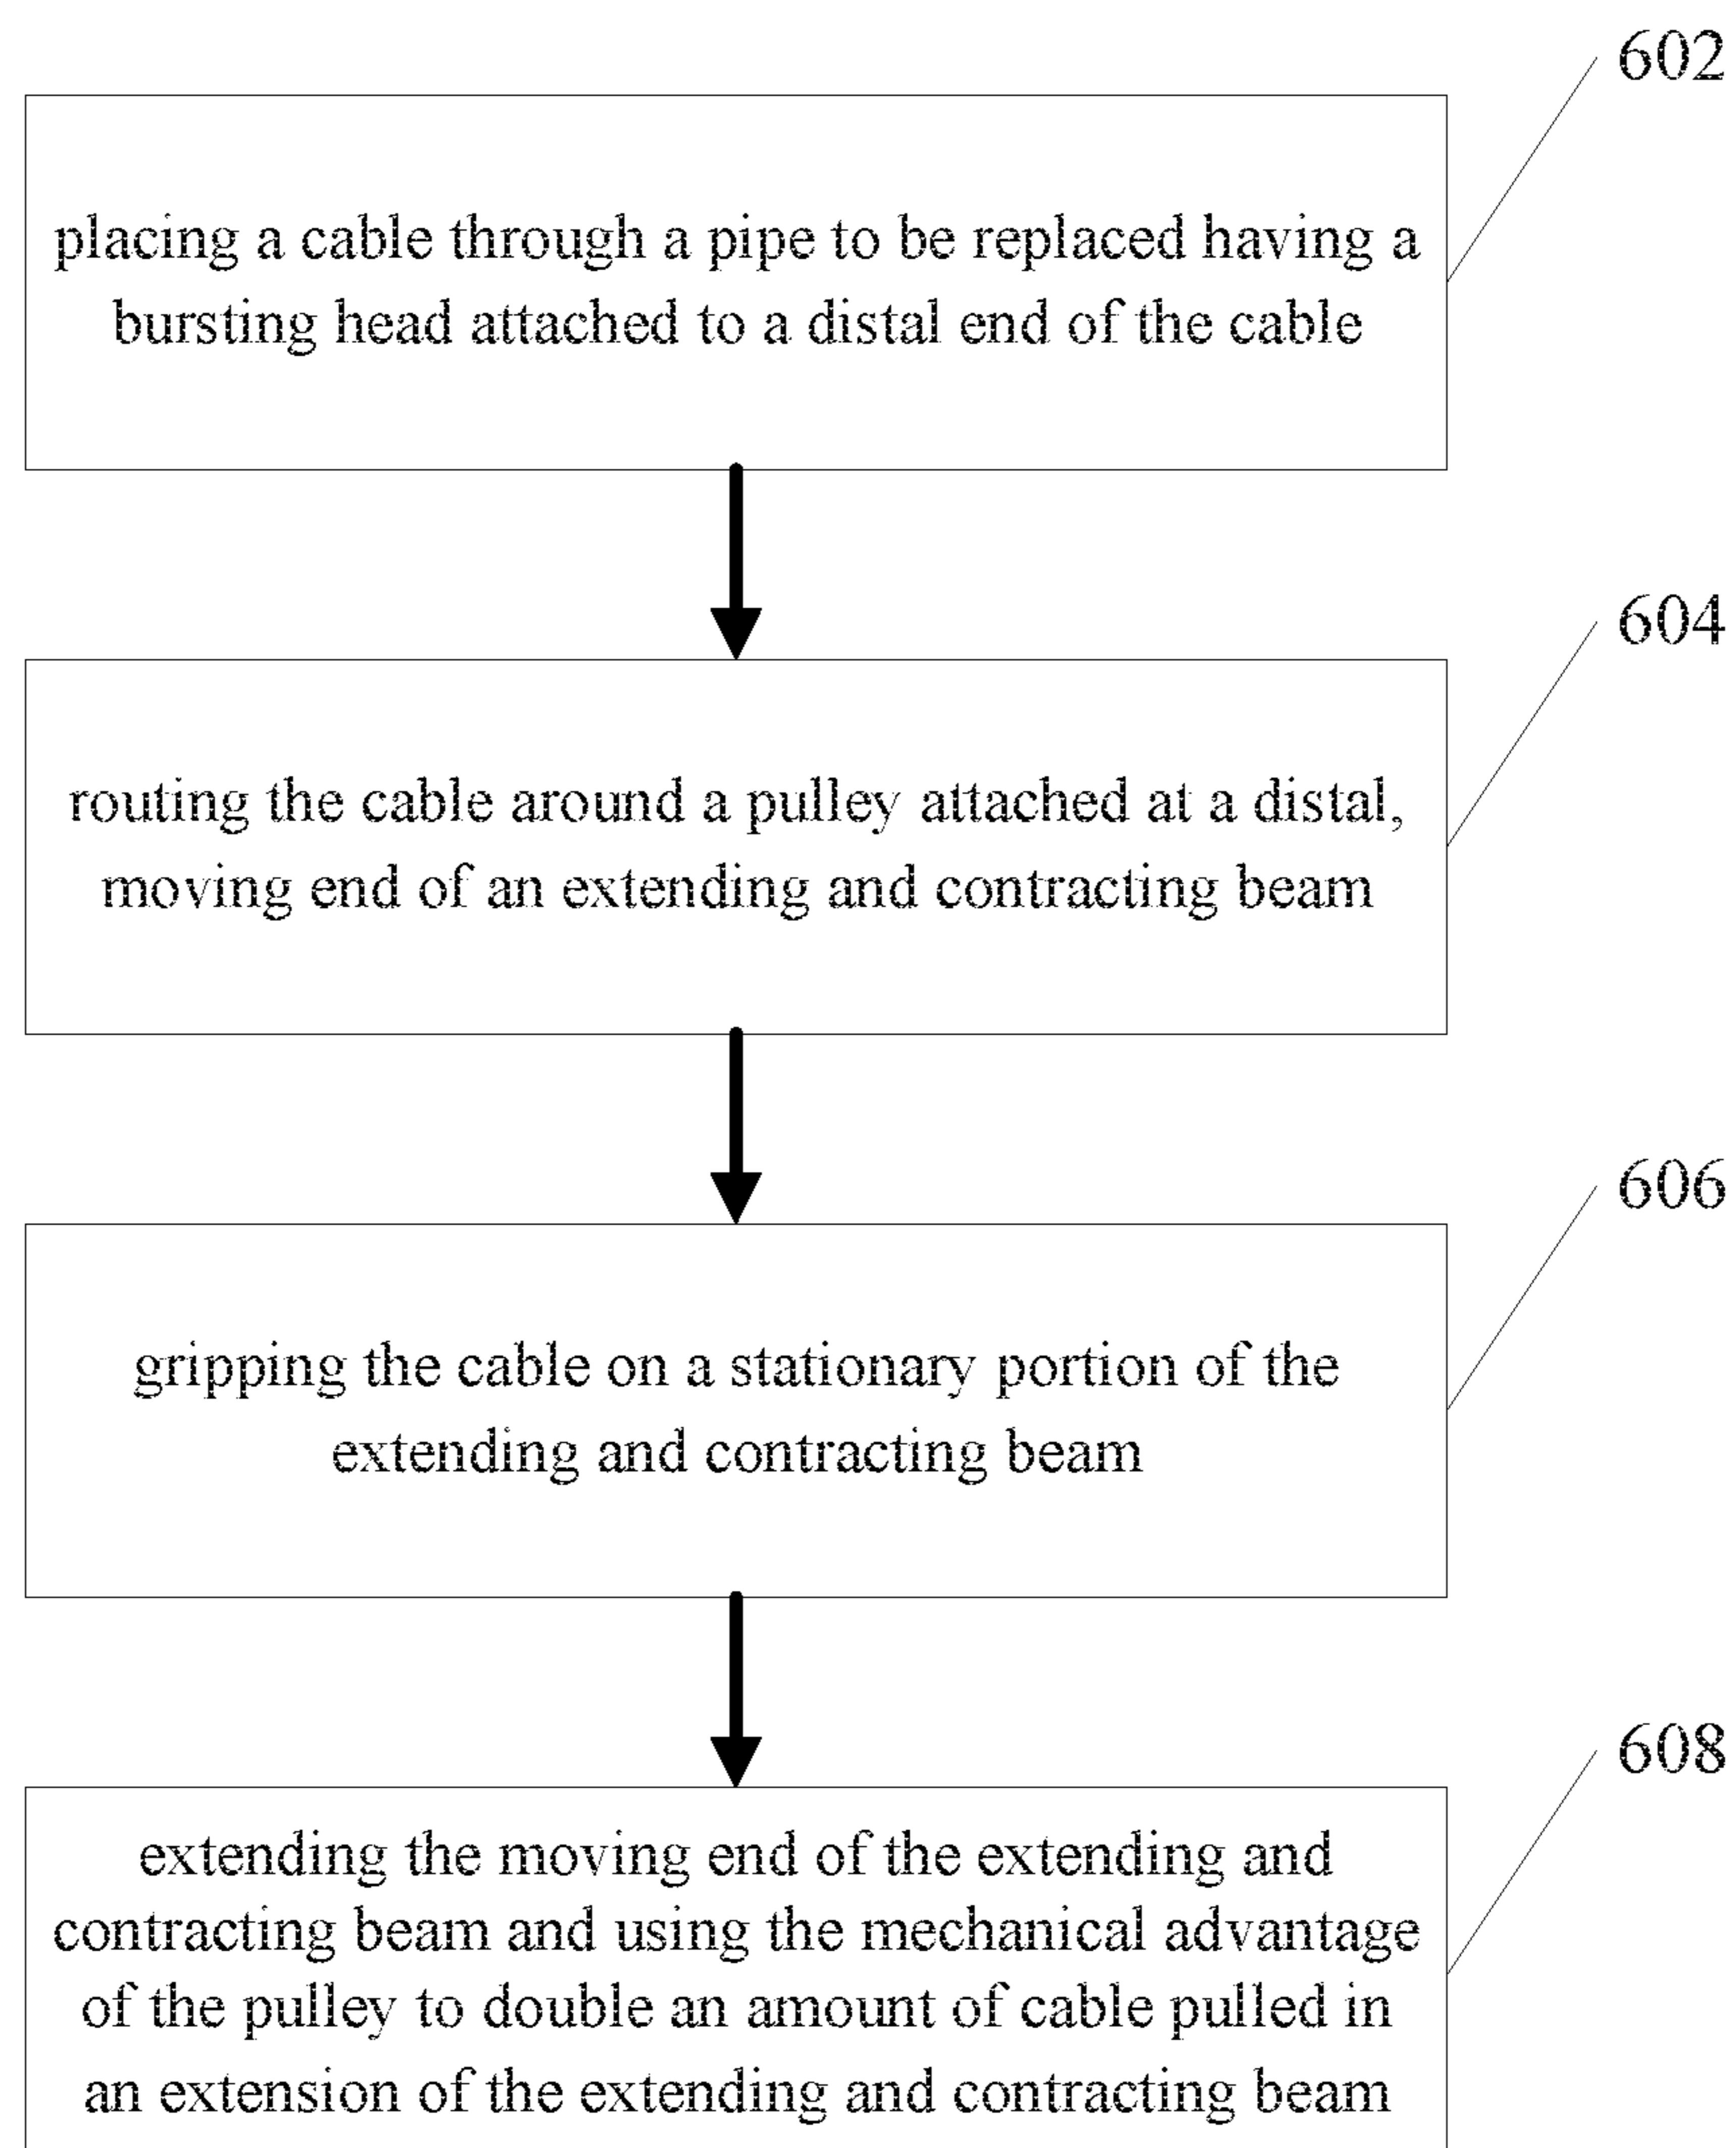 602
placing a cable through a pipe to be replaced having a
bursting head attached to a distal end of the cable
604
routing the cable around a pulley attached at a distal,
moving end of an extending and contracting beam
606
gripping the cable on a stationary portion of the
extending and contracting beam
608
extending the moving end of the extending and
contracting beam and using the mechanical advantage
of the pulley to double an amount of cable pulled in
an extension of the extending and contracting beam